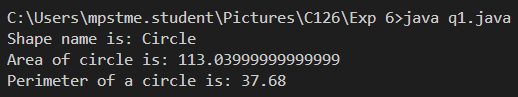 C:\Users\mpstme.student\Pictures\C126\Exp 6>java q1.java
Shape name is: Circle
Area of circle is: 113.03999999999999
Perimeter of a circle is: 37.68